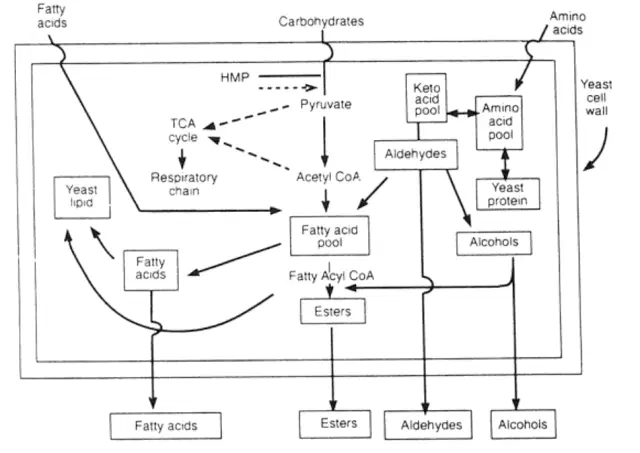 Fatty
acids
Carbohydrates
Amino
acids
HMP
Pyruvate
TCA
cycle
Respiratory
chain
Acetyl CoA
Keto
acid
pool
Amino
acid
pool
Yeast
cell
wall
Aldehydes
Yeast
protein
Yeast
lipid
Fatty acid
pool
Alcohols
Fatty
acids
Fatty Acyl CoA
Esters
Fatty acids
Esters
Aldehydes
Alcohols